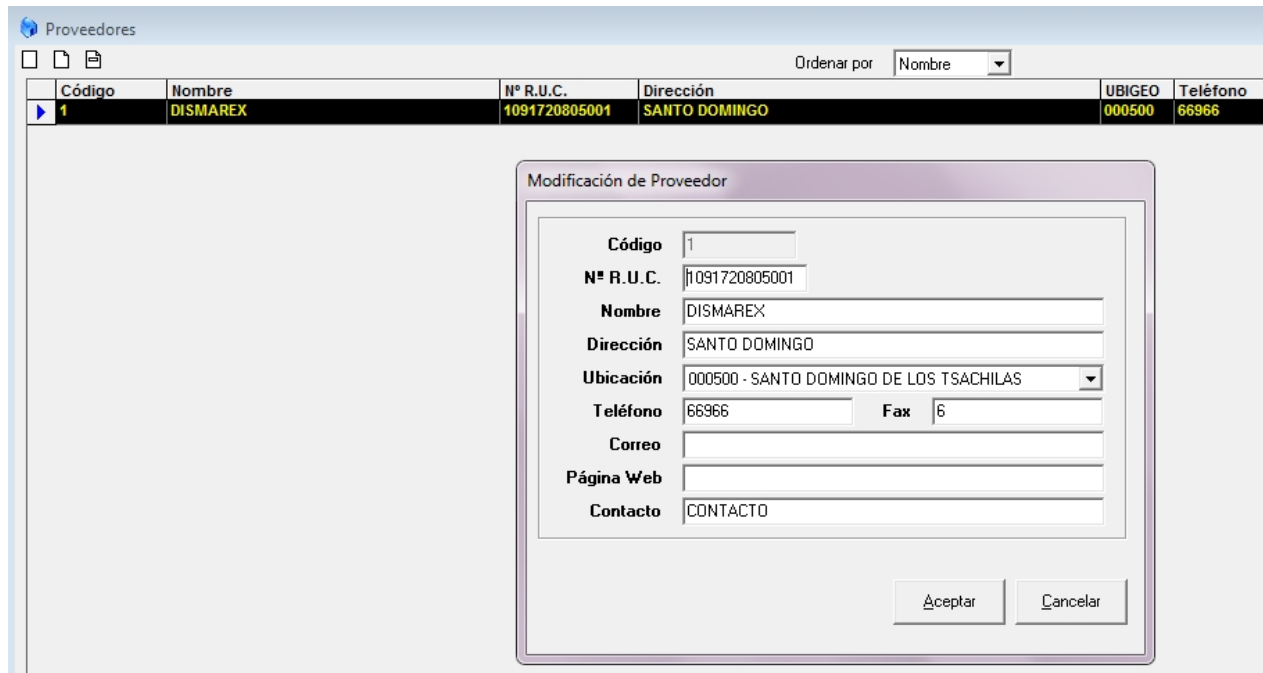 Proveedores
Ordenar por Nombre
Código Nombre Nº R.U.C. Dirección UBIGEO Teléfono
1 DISMAREX 1091720805001 SANTO DOMINGO 000500 66966
Modificación de Proveedor
Código 1
Nº R.U.C. 1091720805001
Nombre DISMAREX
Dirección SANTO DOMINGO
Ubicación 000500 - SANTO DOMINGO DE LOS TSACHILAS
Teléfono 66966 Fax 6
Correo
Página Web
Contacto CONTACTO
Aceptar Cancelar